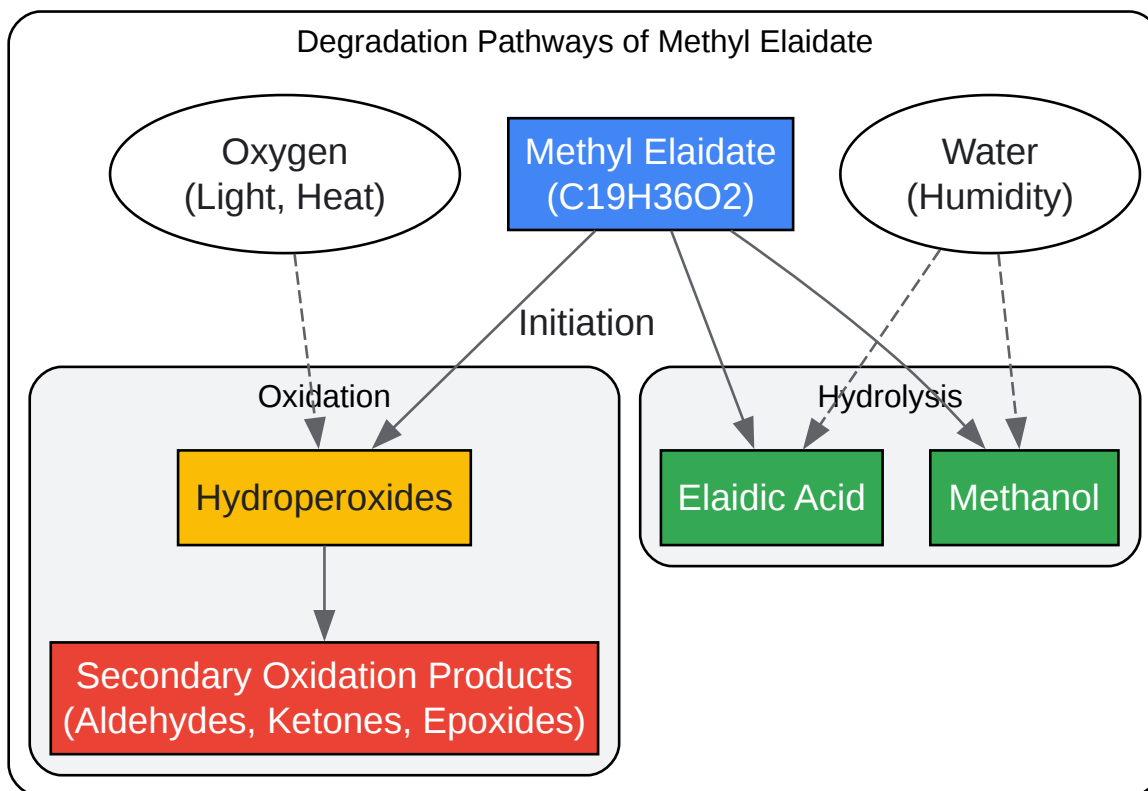 Degradation Pathways of Methyl Elaidate
Oxygen
(Light, Heat)
Methyl Elaidate
(C19H36O2)
Water
(Humidity)
Initiation
Oxidation
Hydrolysis
Hydroperoxides
Elaidic Acid
Methanol
Secondary Oxidation Products
(Aldehydes, Ketones, Epoxides)